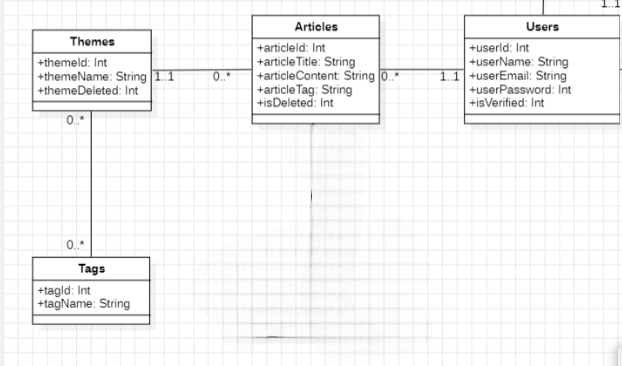 1..1
Articles
Users
Themes
+articleId: Int
+articleTitle: String
+articleContent: String
+articleTag: String
+isDeleted: Int
+userId: Int
+userName: String
+userEmail: String
+userPassword: Int
+isVerified: Int
+themeId: Int
+themeName: String
+themeDeleted: Int
1..1
0..*
0..*
1..1
0..*
0..*
Tags
+tagId: Int
+tagName: String